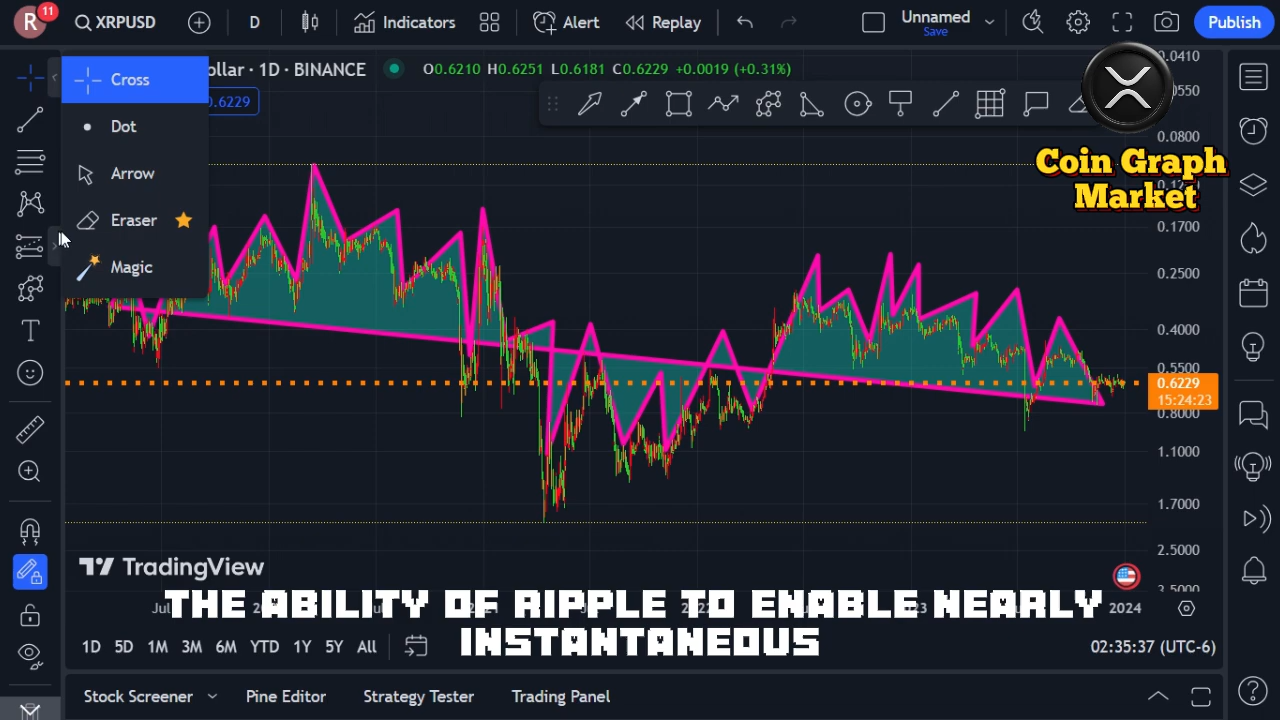 R
11
XRPUSD
D
Indicators
Alert
Replay
Unnamed
Save
Publish
Cross
Dot
Arrow
Eraser
Magic
ollar · 1D · BINANCE
O0.6210 H0.6251 L0.6181 C0.6229 +0.0019 (+0.31%)
0.6229
Coin Graph
Market
0.0410
0.0800
0.1700
0.2500
0.4000
0.5500
0.6229
15:24:23
0.8000
1.1000
1.7000
2.5000
3.5000
TradingView
THE ABILITY OF RIPPLE TO ENABLE NEARLY
INSTANTANEOUS
2024
1D 5D 1M 3M 6M YTD 1Y 5Y All
02:35:37 (UTC-6)
Stock Screener
Pine Editor
Strategy Tester
Trading Panel